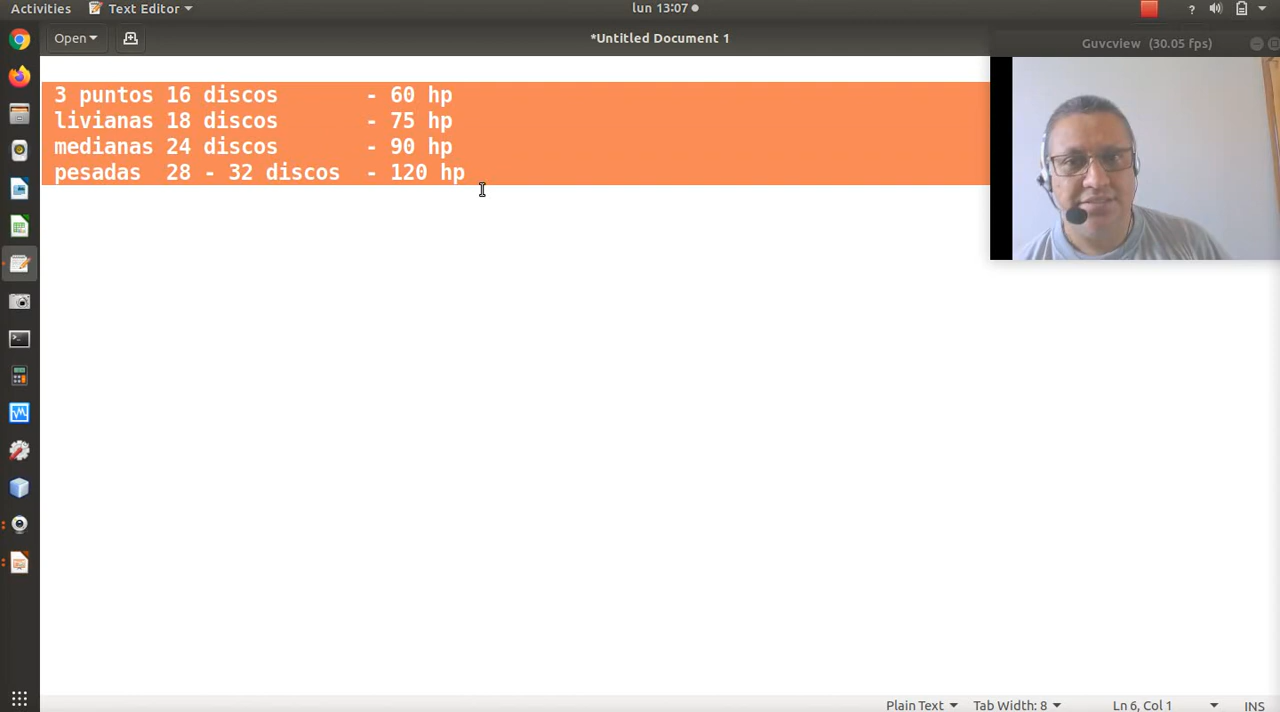 Activities Text Editor lun 13:07
Open *Untitled Document 1
Guvcview (30.05 fps)
3 puntos 16 discos - 60 hp
livianas 18 discos - 75 hp
medianas 24 discos - 90 hp
pesadas 28 - 32 discos - 120 hp
Plain Text Tab Width: 8 Ln 6, Col 1 INS